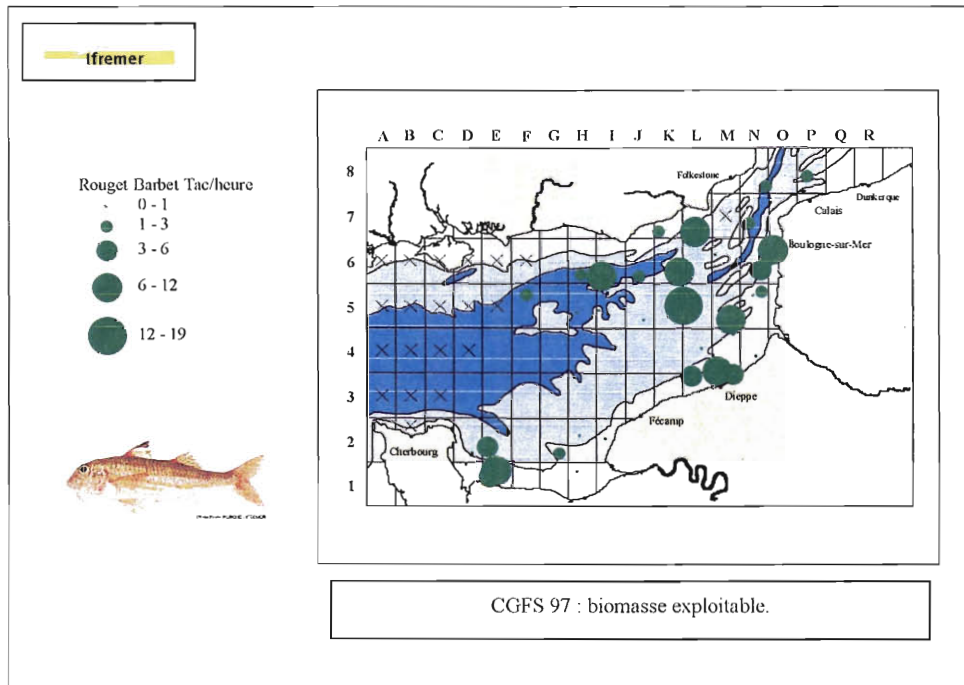 Ifremer
Rouget Barbet Tac/heure
0 - 1
1 - 3
3 - 6
6 - 12
12 - 19
A B C D E F G H I J K L M N O P Q R
8
7
6
5
4
3
2
1
Folkestone
Dunkerque
Calais
Boulogne-sur-Mer
Dieppe
Fécamp
Cherbourg
CGFS 97 : biomasse exploitable.